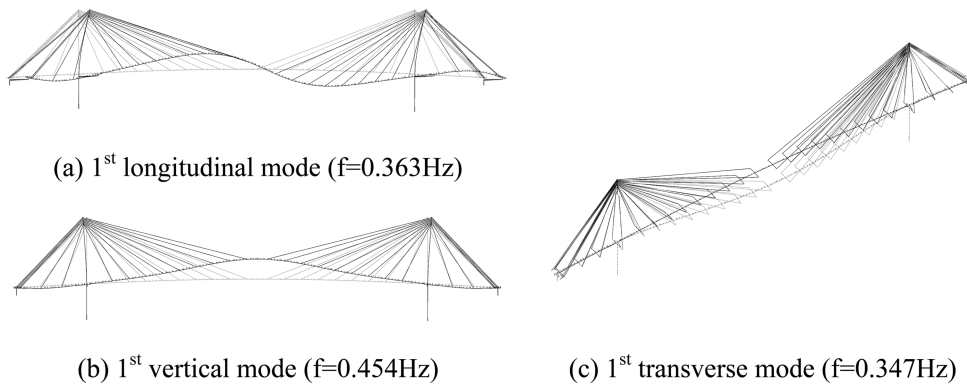 (a) 1st longitudinal mode (f=0.363Hz)
(b) 1st vertical mode (f=0.454Hz)
(c) 1st transverse mode (f=0.347Hz)